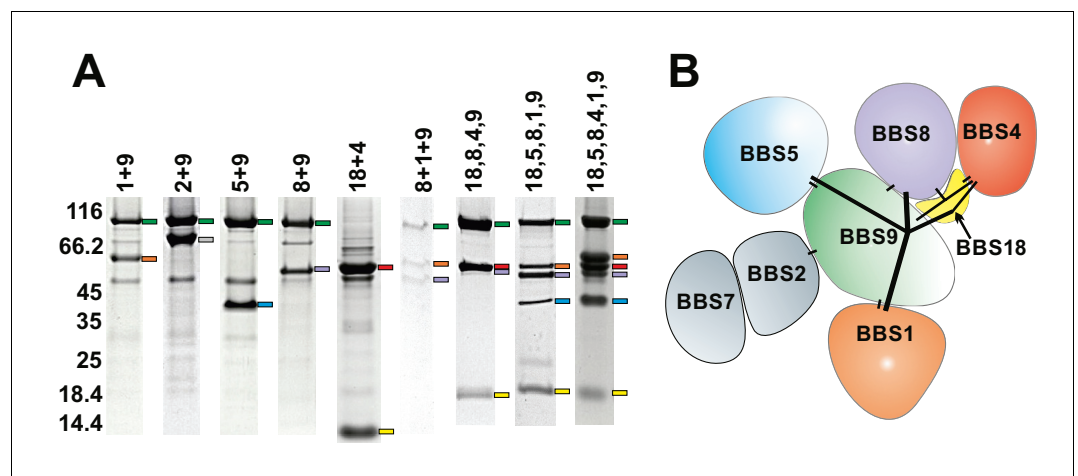 A
B
1+9
2+9
5+9
8+9
18+4
8+1+9
18,8,4,9
18,5,8,1,9
18,5,8,4,1,9
116
66.2
45
35
25
18.4
14.4
BBS8
BBS4
BBS5
BBS9
BBS18
BBS2
BBS7
BBS1